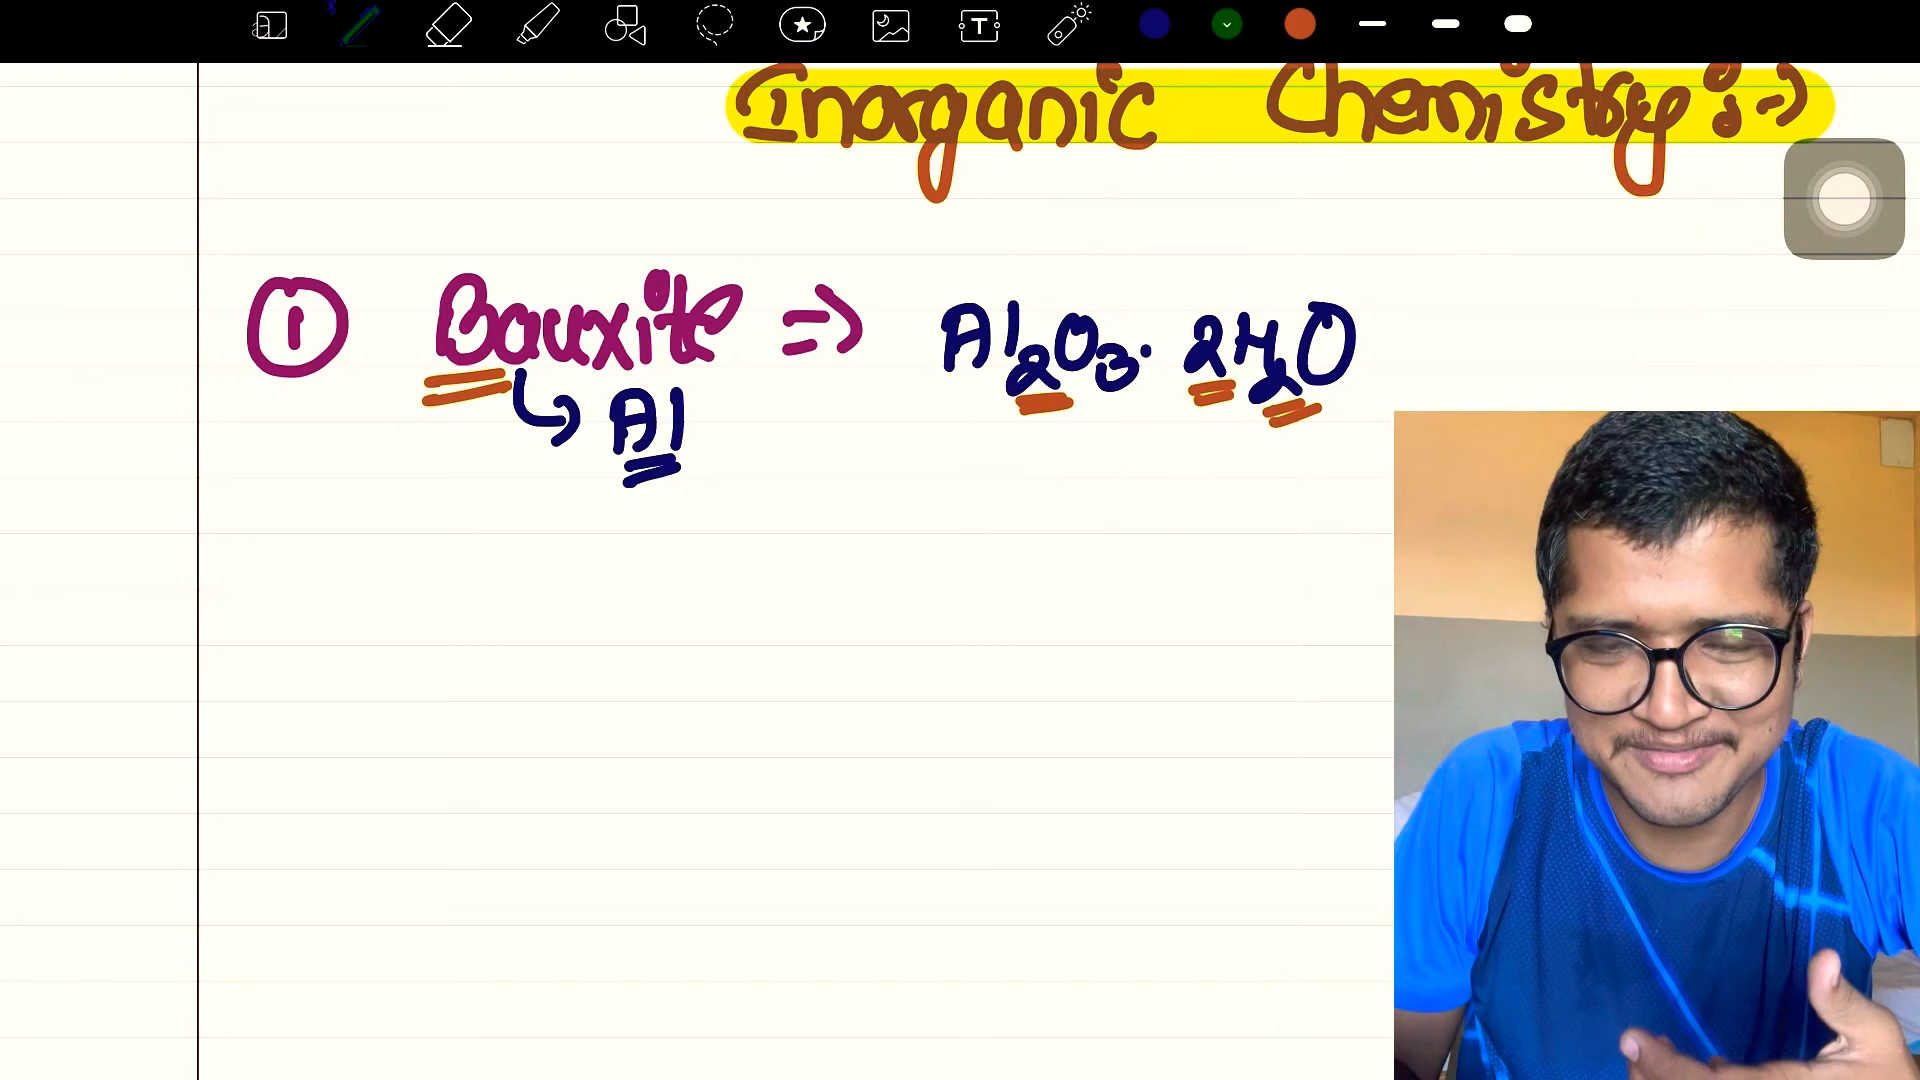 Inorganic Chemistry :-)
① Bauxite => Al₂O₃. 2H₂O
↳ Al